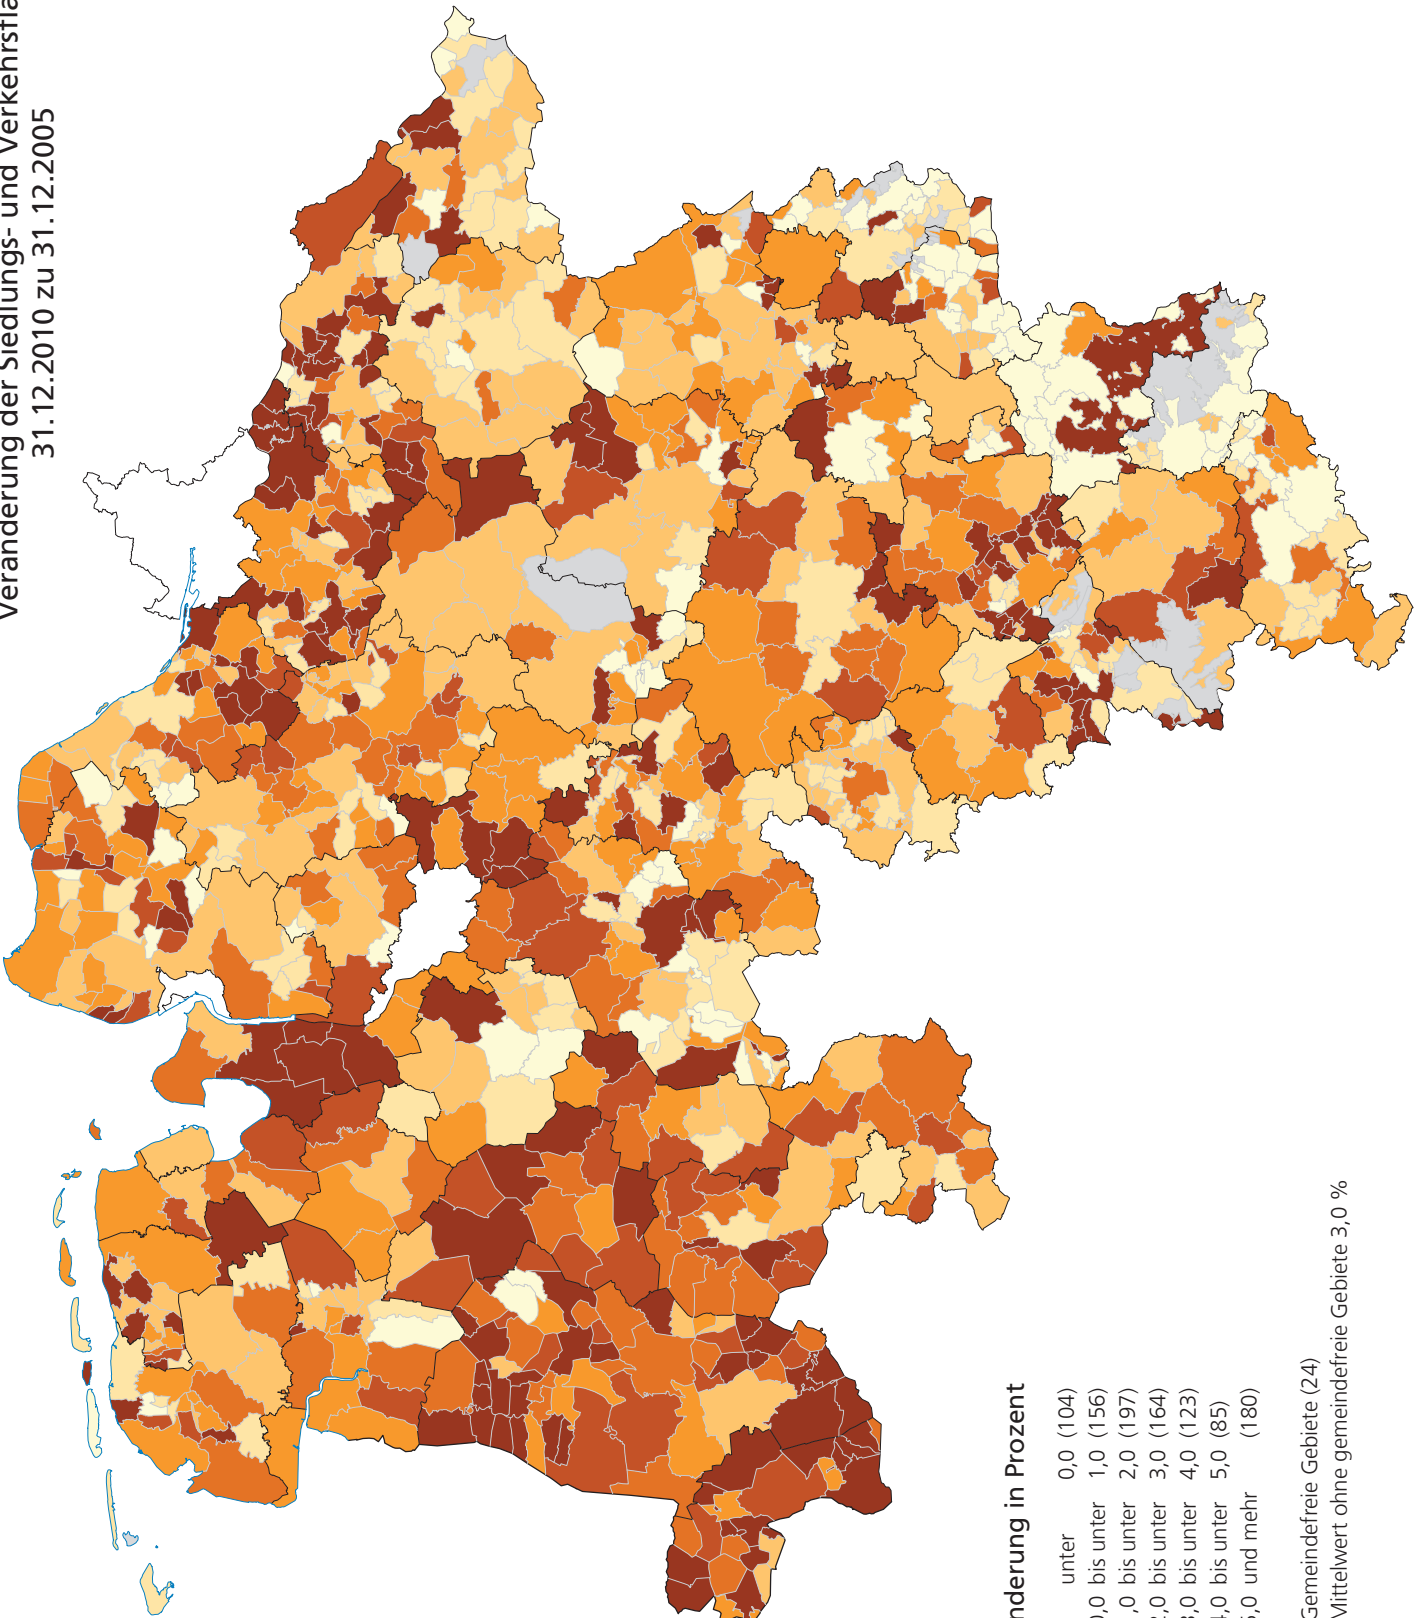 Veränderung der Siedlungs- und
31.12.2010 zu 31.12.2005
in Prozent
unter 0,0 (104)
bis unter 1,0 (156)
bis unter 2,0 (197)
bis unter 3,0 (164)
bis unter 4,0 (123)
bis unter 5,0 (85)
und mehr (180)
Gemeindefreie Gebiete (24)
Mittelwert ohne gemeindefreie Gebiete 3,0 %